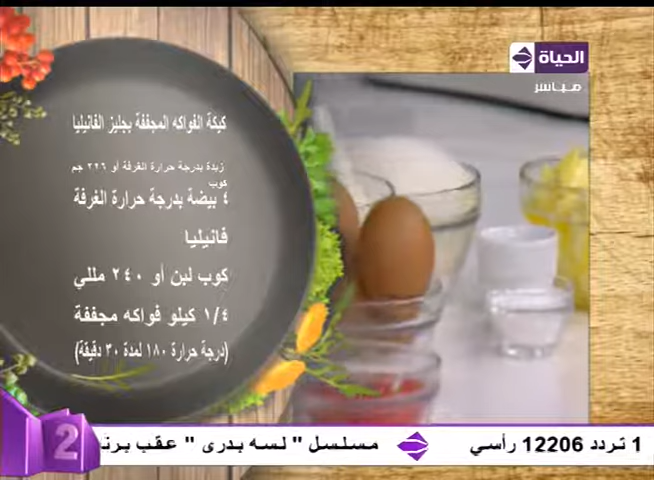 الحياة
مباشر
كيكة الفواكه المجففة بجليز الفانيليا
زبدة بدرجة حرارة الغرفة أو ٢٢٦ جم
كوب
٤ بيضة بدرجة حرارة الغرفة
فانيليا
كوب لبن أو ٢٤٠ مللي
١/٤ كيلو فواكه مجففة
(درجة حرارة ١٨٠ لمدة ٣٠ دقيقة)
2
1 تردد 12206 رأسي
مسلسل " لسه بدرى " عقب برنـ